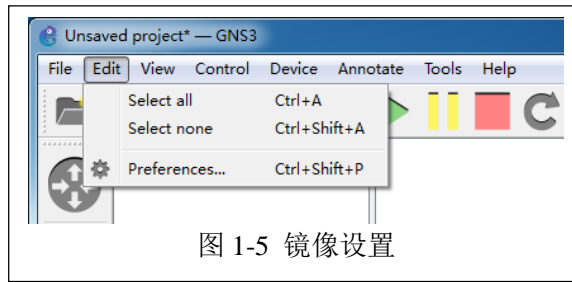 Unsaved project* — GNS3
File Edit View Control Device Annotate Tools Help
Select all Ctrl+A
Select none Ctrl+Shift+A
Preferences... Ctrl+Shift+P
图 1-5 镜像设置